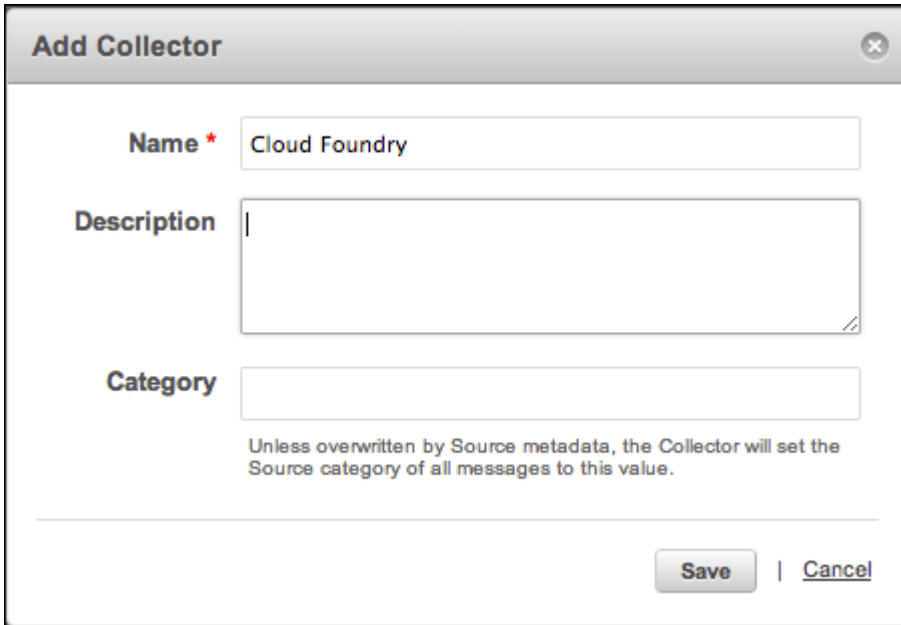 Add Collector
Name *
Cloud Foundry
Description
Category
Unless overwritten by Source metadata, the Collector will set the
Source category of all messages to this value.
Save | Cancel